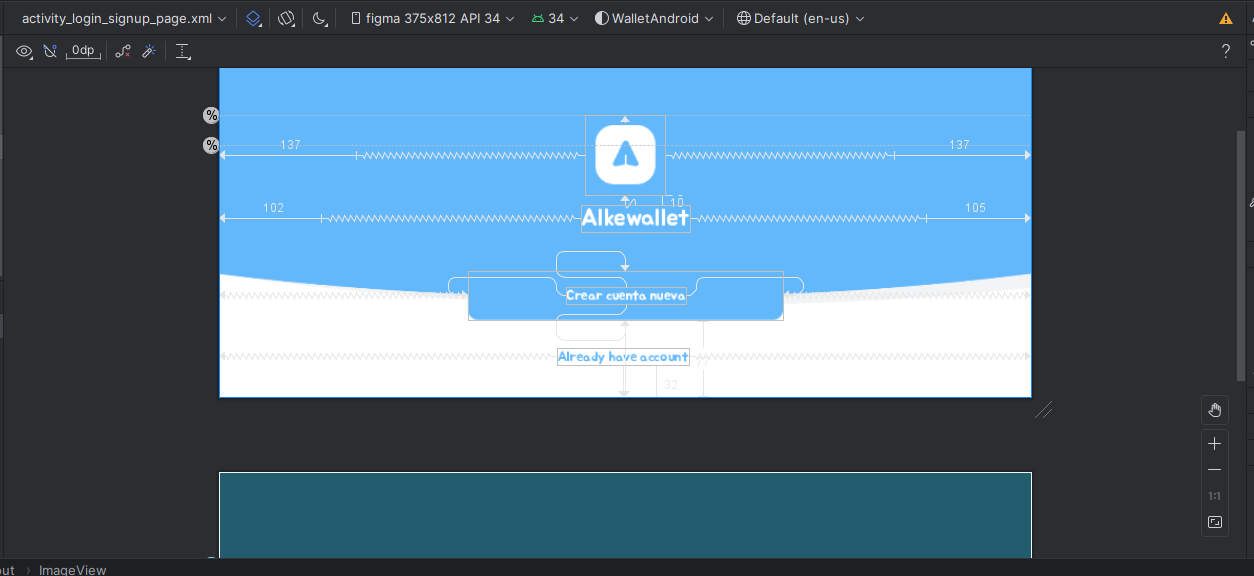 activity_login_signup_page.xml figma 375x812 API 34 34 WalletAndroid Default (en-us)
0dp ?
%
%
137 137
10
102 Alkewallet 105
Crear cuenta nueva
Already have account
32
1:1
out > ImageView